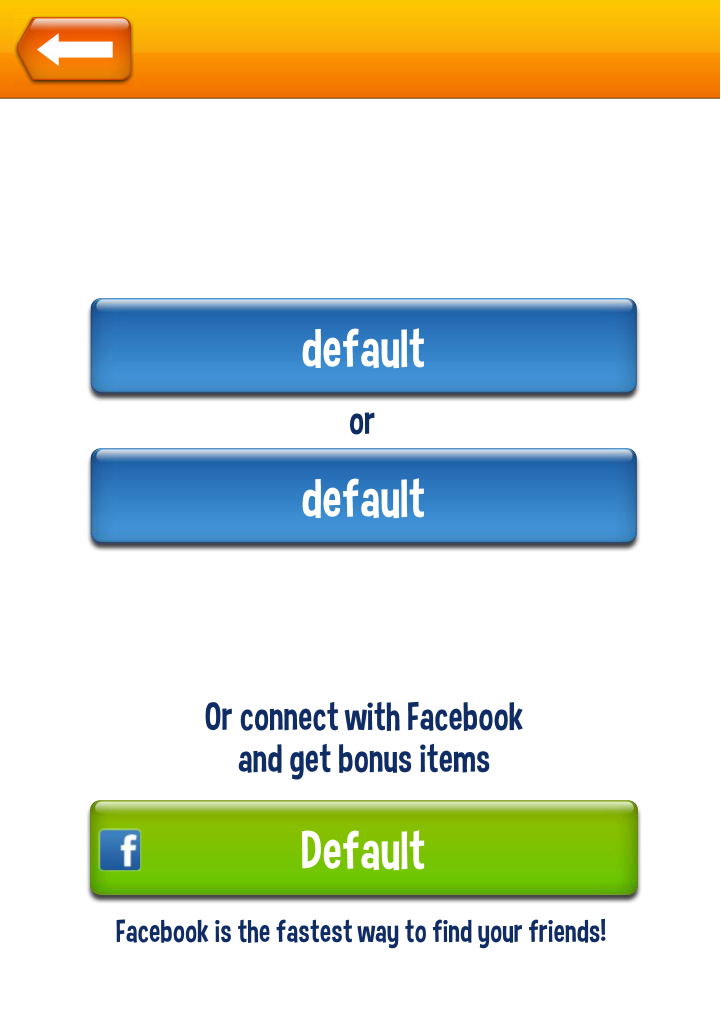 default
or
default
Or connect with Facebook
and get bonus items
f
Default
Facebook is the fastest way to find your friends!